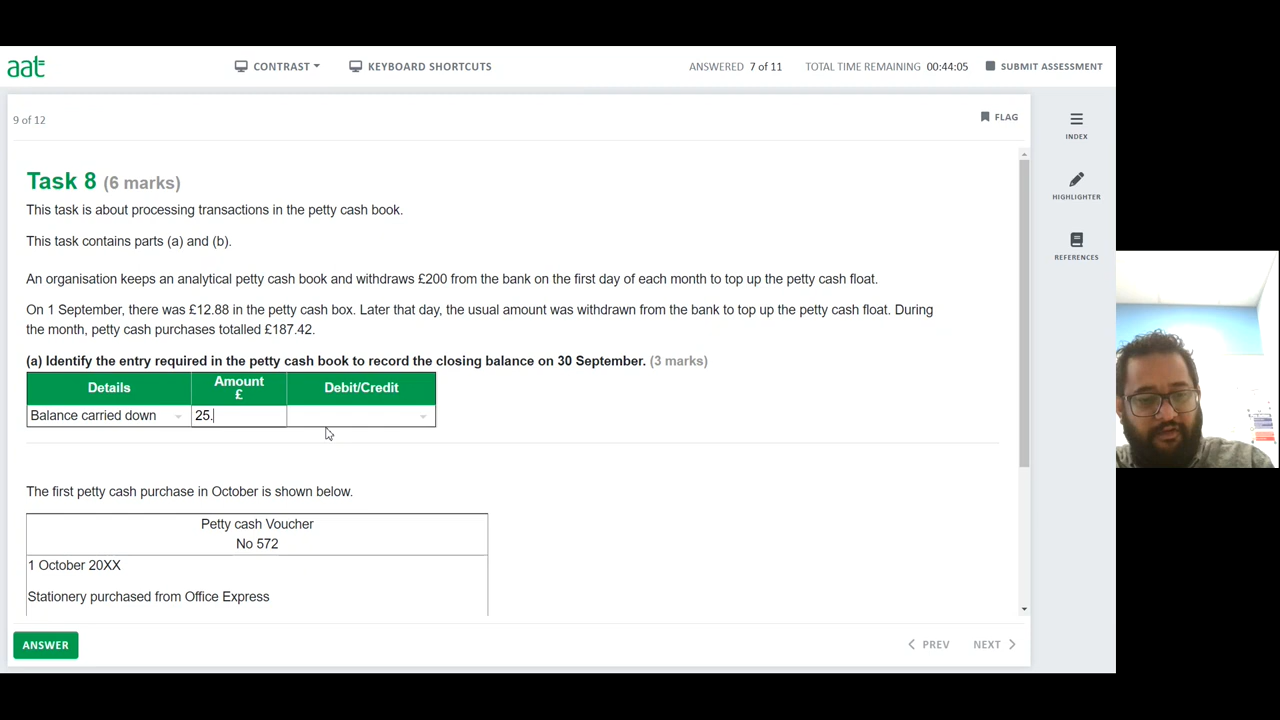 aat
CONTRAST
KEYBOARD SHORTCUTS
ANSWERED 7 of 11
TOTAL TIME REMAINING 00:44:05
SUBMIT ASSESSMENT
9 of 12
FLAG
INDEX
HIGHLIGHTER
REFERENCES
Task 8 (6 marks)
This task is about processing transactions in the petty cash book.
This task contains parts (a) and (b).
An organisation keeps an analytical petty cash book and withdraws £200 from the bank on the first day of each month to top up the petty cash float.
On 1 September, there was £12.88 in the petty cash box. Later that day, the usual amount was withdrawn from the bank to top up the petty cash float. During
the month, petty cash purchases totalled £187.42.
(a) Identify the entry required in the petty cash book to record the closing balance on 30 September. (3 marks)
Details Amount £ Debit/Credit
Balance carried down 25.
The first petty cash purchase in October is shown below.
Petty cash Voucher
No 572
1 October 20XX
Stationery purchased from Office Express
ANSWER
PREV NEXT